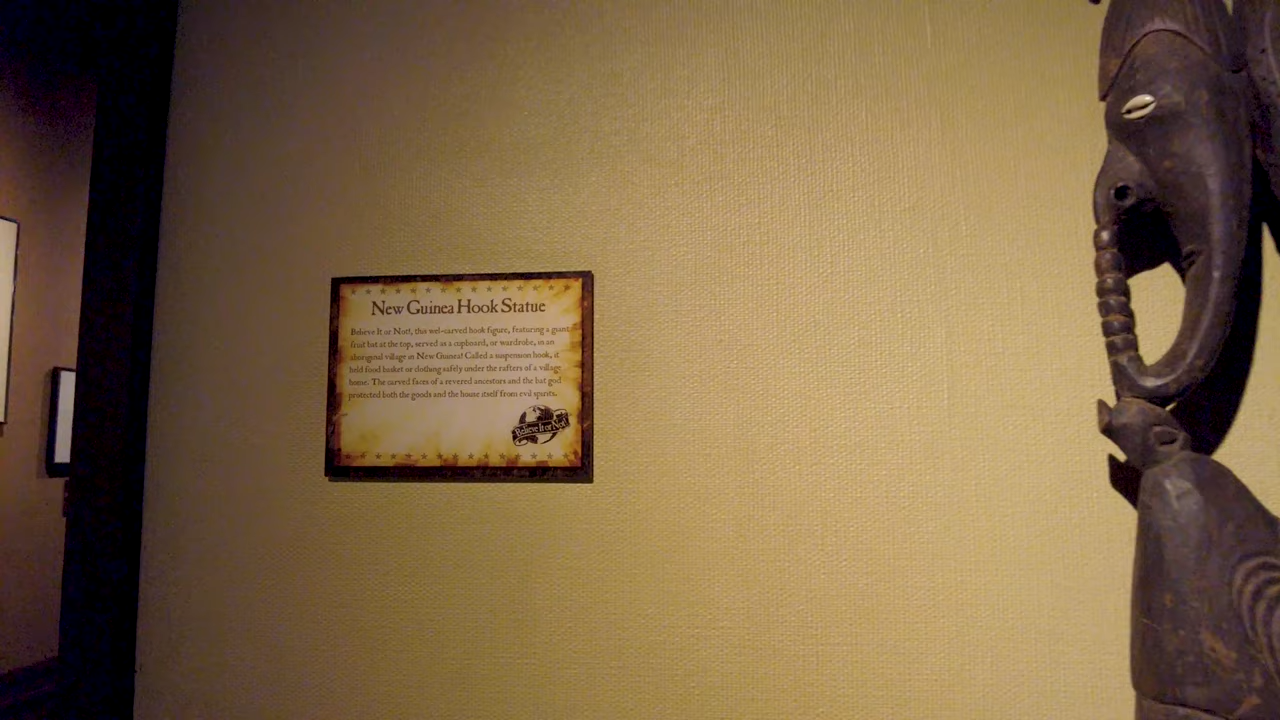 New Guinea Hook Statue
Believe It or Not!, this wel-carved hook figure, featuring a giant
fruit bat at the top, served as a cupboard, or wardrobe, in an
aboriginal village in New Guinea! Called a suspension hook, it
held food basket or clothing safely under the rafters of a village
home. The carved faces of a revered ancestors and the bat god
protected both the goods and the house itself from evil spirits.
Believe It or Not!